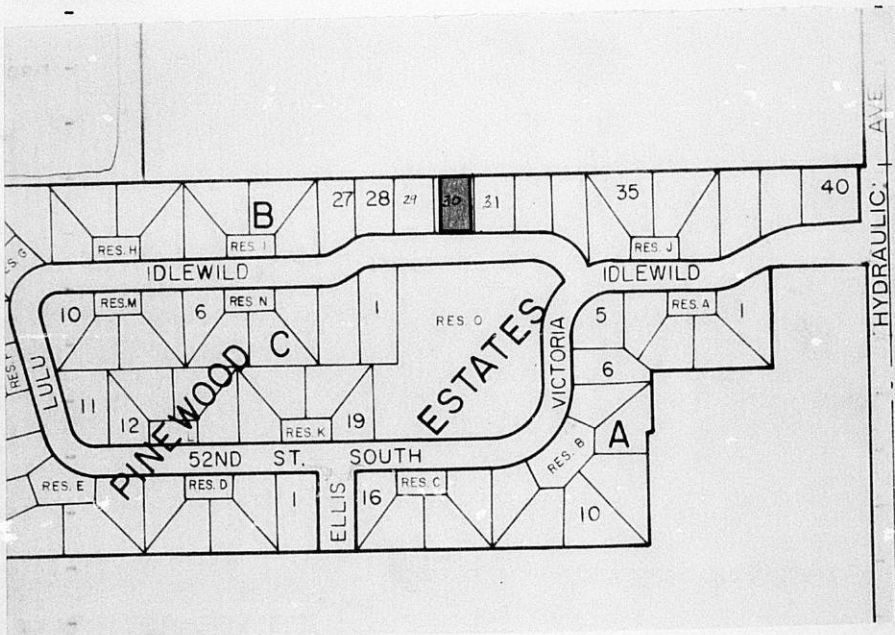 HYDRAULIC AVE
B
27 28 29 30 31 35 40
RES. G
RES. H
RES. I
RES. J
IDLEWILD
IDLEWILD
RES. M
RES. N
RES. O
RES. A
10
6
1
5
1
C
6
PINEWOOD ESTATES
VICTORIA
LULU
RES. F
11
12
L
RES. K
19
A
RES. B
52ND ST. SOUTH
RES. E
RES. D
1
ELLIS
16
RES. C
10